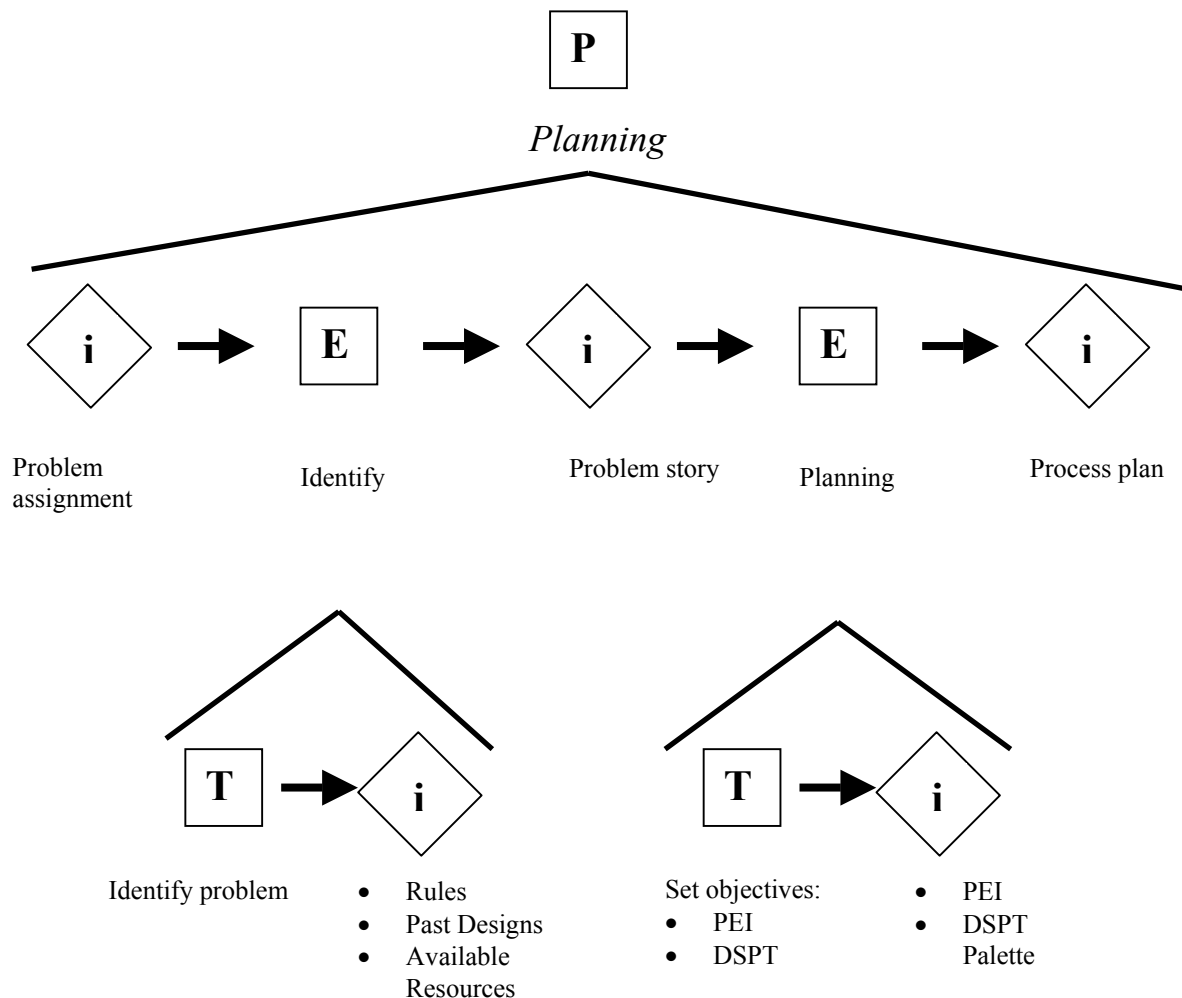 P
Planning
i
E
i
E
i
Problem
assignment
Identify
Problem story
Planning
Process plan
T
i
T
i
Identify problem
• Rules
• Past Designs
• Available
Resources
Set objectives:
• PEI
• DSPT
• PEI
• DSPT
Palette